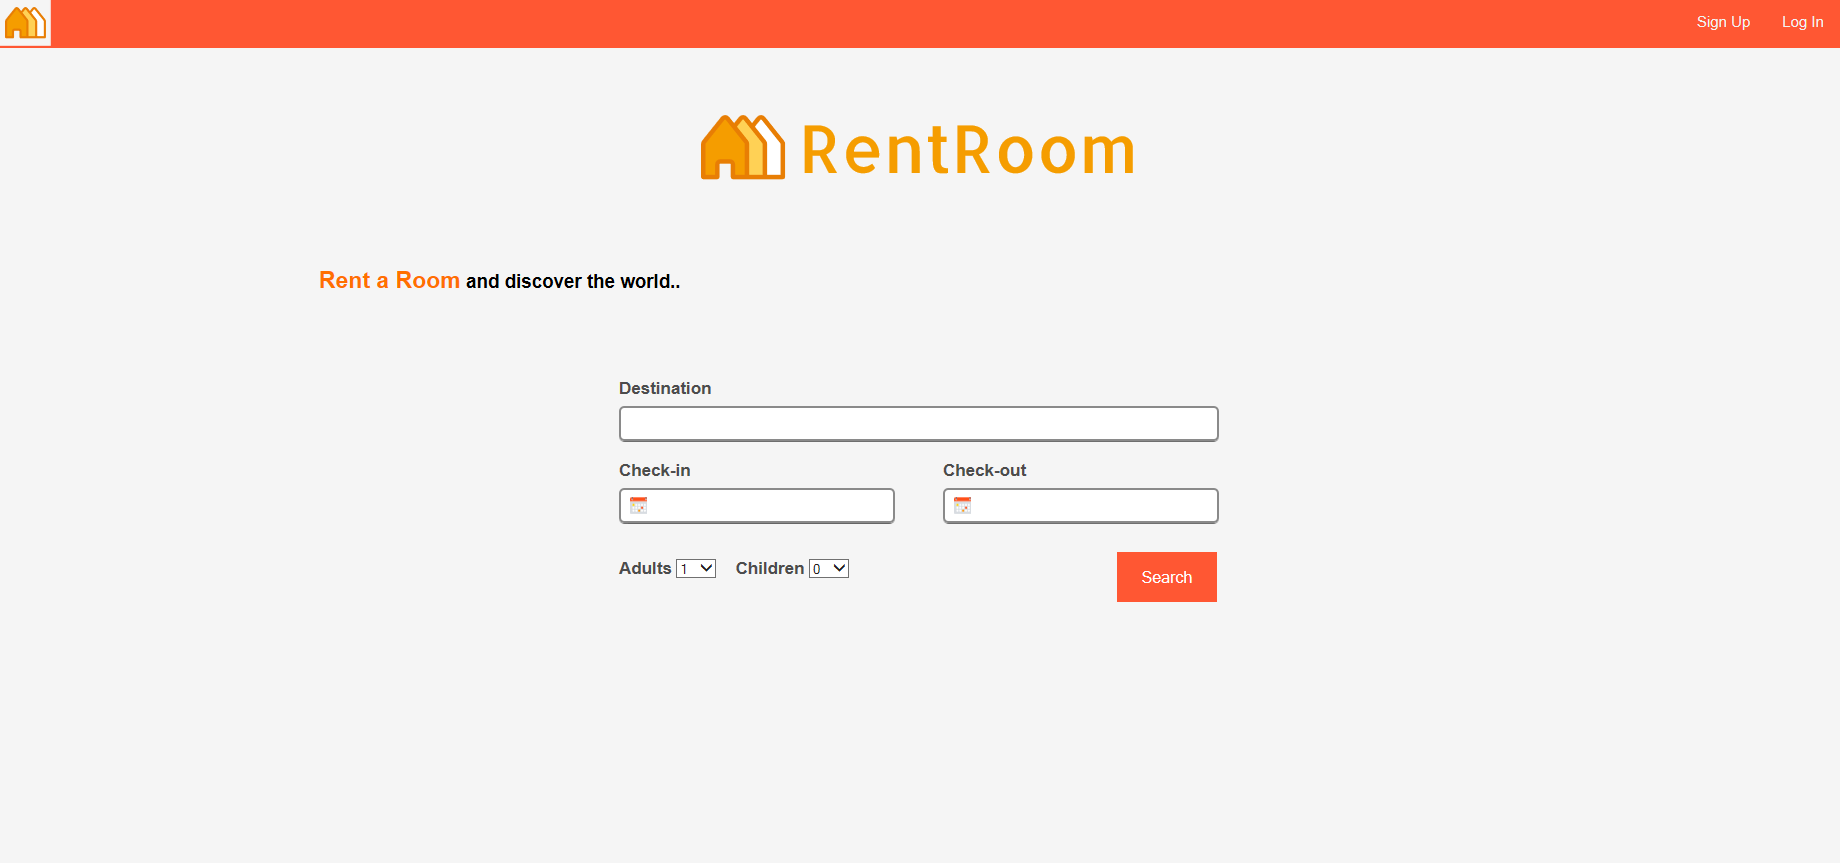 Sign Up Log In
RentRoom
Rent a Room and discover the world..
Destination
Check-in Check-out
Adults 1 Children 0 Search